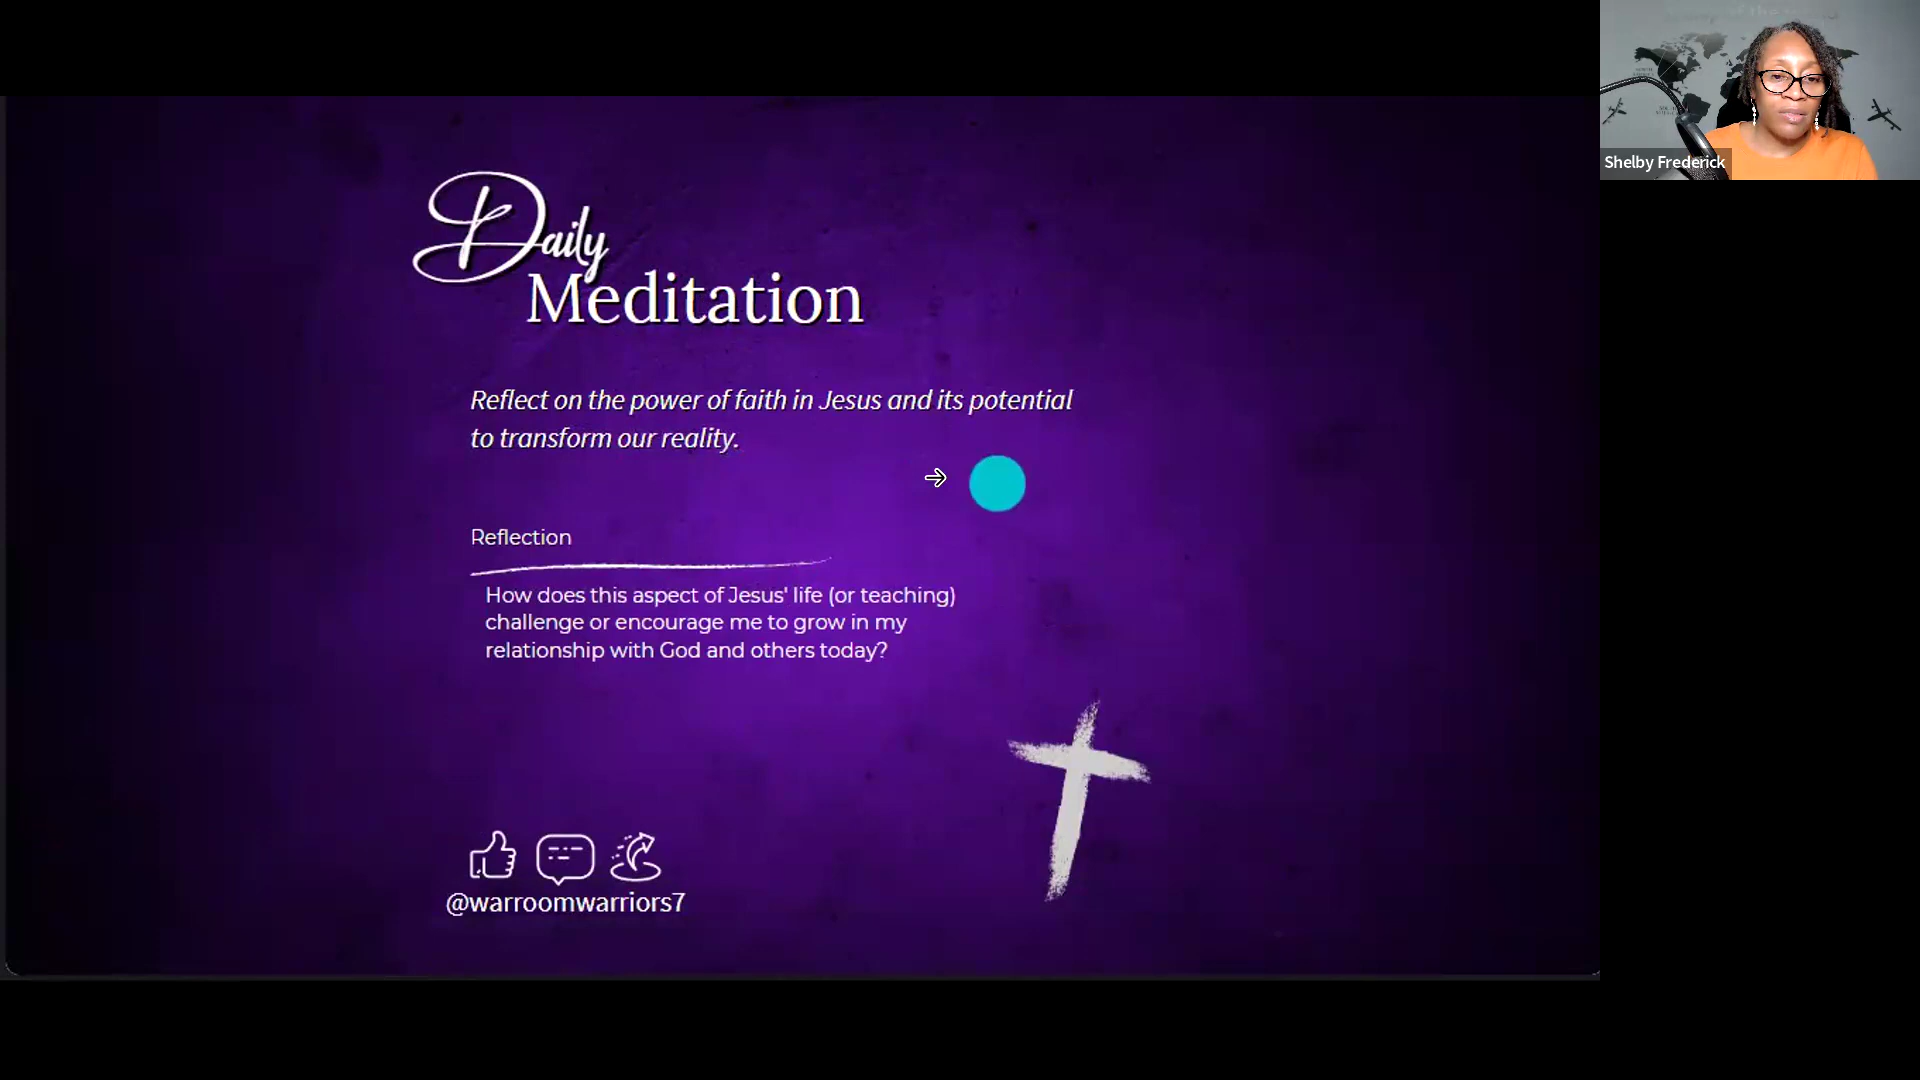 Daily
Meditation
Reflect on the power of faith in Jesus and its potential
to transform our reality.
Reflection
How does this aspect of Jesus' life (or teaching)
challenge or encourage me to grow in my
relationship with God and others today?
@warroomwarriors7
Shelby Frederick